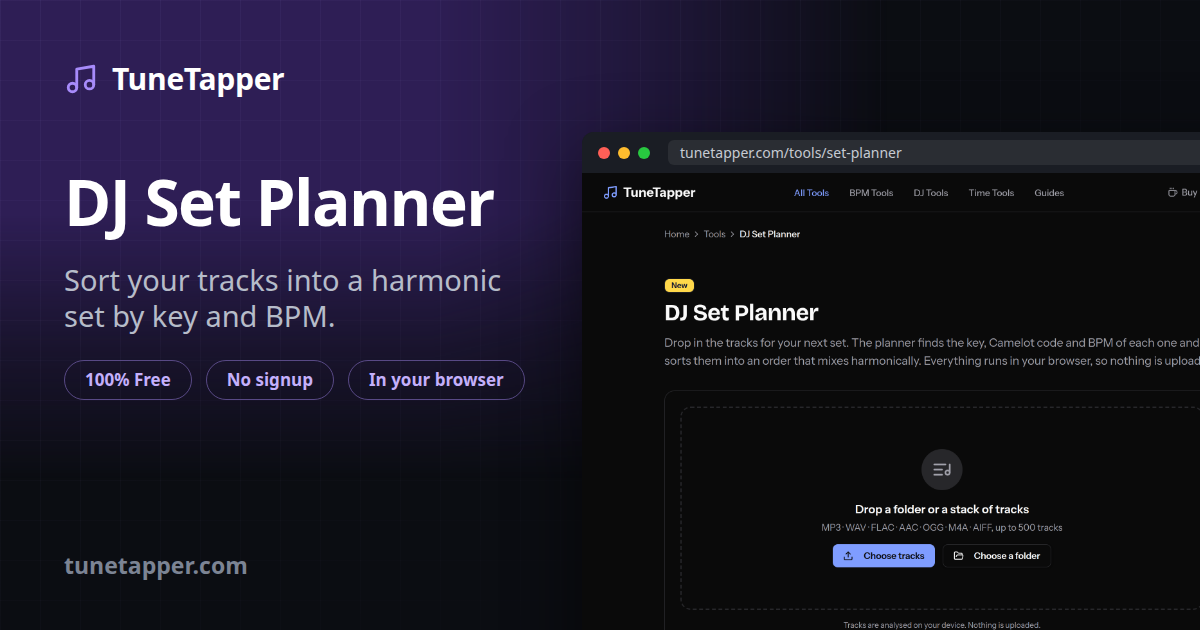 TuneTapper
DJ Set Planner
Sort your tracks into a harmonic
set by key and BPM.
100% Free
No signup
In your browser
tunetapper.com
tunetapper.com/tools/set-planner
TuneTapper
All Tools
BPM Tools
DJ Tools
Time Tools
Guides
Buy
Home > Tools > DJ Set Planner
New
DJ Set Planner
Drop in the tracks for your next set. The planner finds the key, Camelot code and BPM of each one and
sorts them into an order that mixes harmonically. Everything runs in your browser, so nothing is upload
Drop a folder or a stack of tracks
MP3 · WAV · FLAC · AAC · OGG · M4A · AIFF, up to 500 tracks
Choose tracks
Choose a folder
Tracks are analysed on your device. Nothing is uploaded.